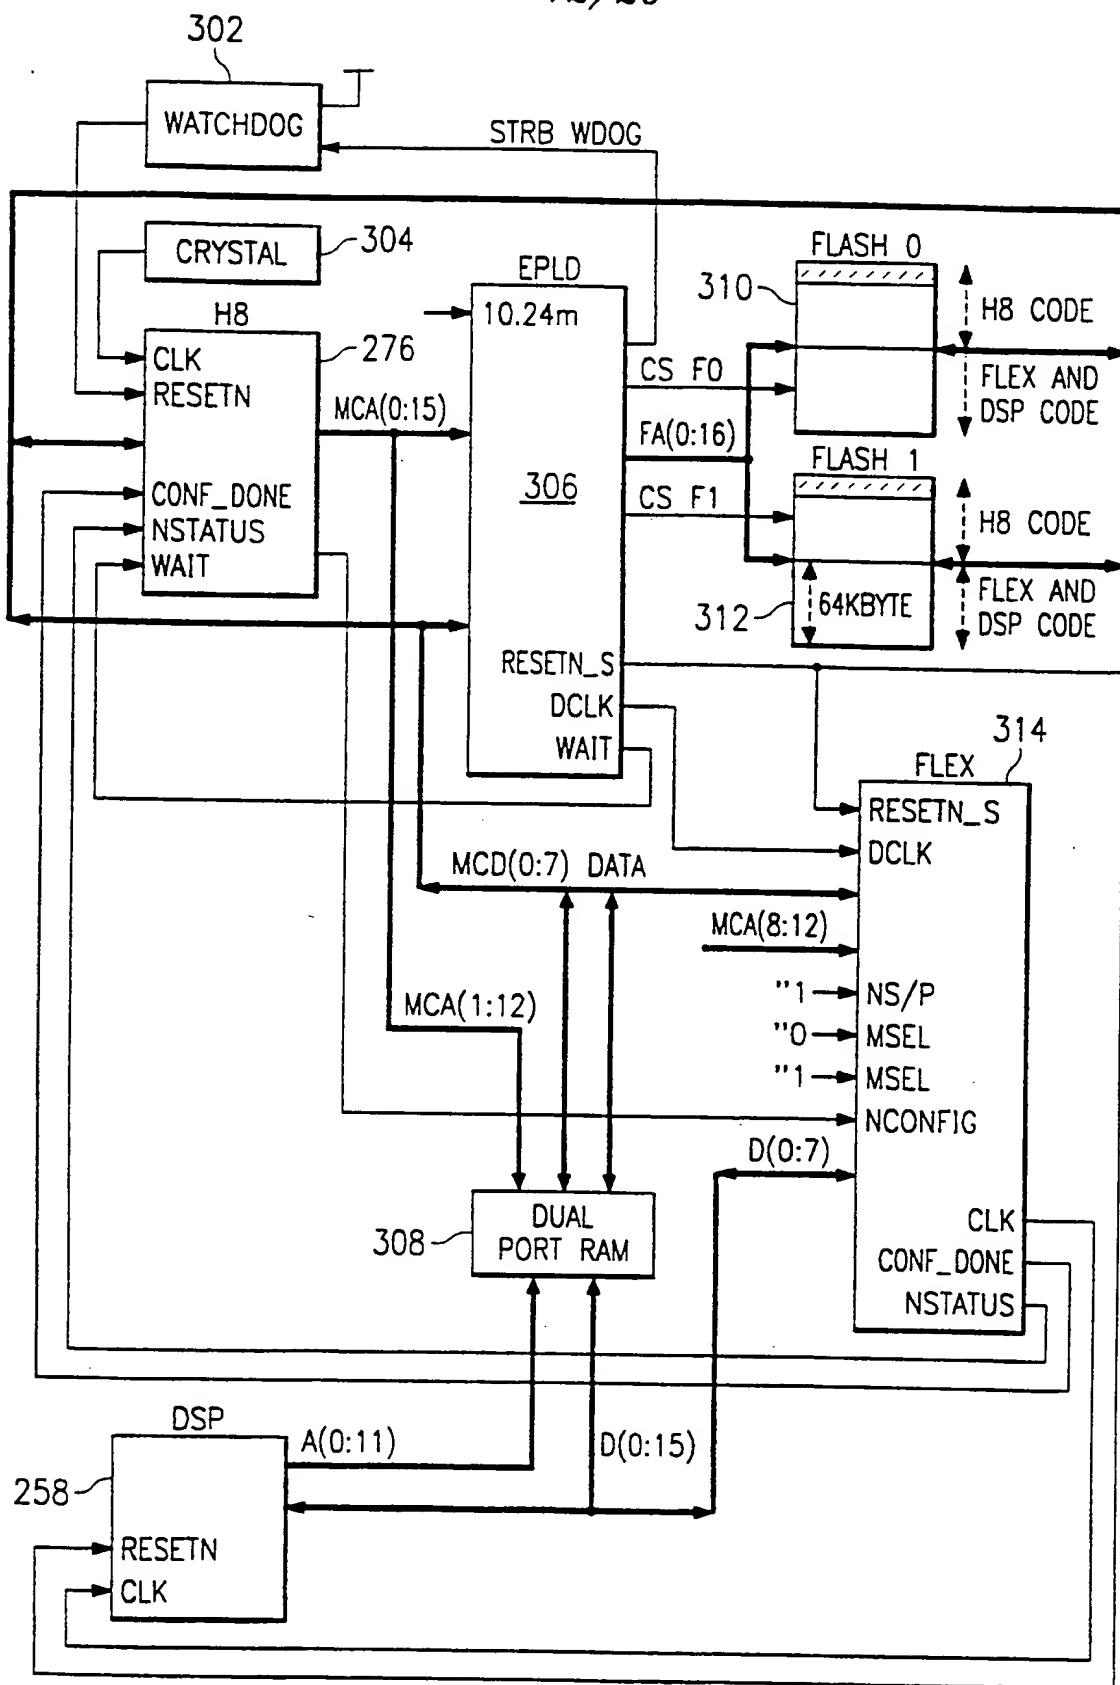 302
WATCHDOG
STRB WDOG
CRYSTAL
304
FLASH 0
EPLD
310
H8 CODE
10.24m
H8
276
CLK
RESETN
CS F0
FLEX AND
DSP CODE
MCA(0:15)
FA(0:16)
FLASH 1
306
CS F1
CONF_DONE
NSTATUS
WAIT
H8 CODE
312
64KBYTE
FLEX AND
DSP CODE
RESETN_S
DCLK
WAIT
314
FLEX
RESETN_S
DCLK
MCD(0:7) DATA
MCA(8:12)
"1
NS/P
MCA(1:12)
"0
MSEL
"1
MSEL
NCONFIG
D(0:7)
DUAL
PORT RAM
308
CLK
CONF_DONE
NSTATUS
DSP
A(0:11)
D(0:15)
258
RESETN
CLK